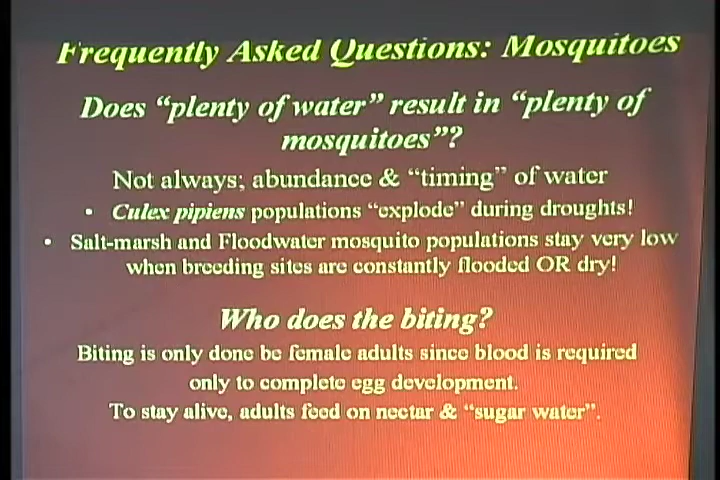 Frequently Asked Questions: Mosquitoes
Does “plenty of water” result in “plenty of
mosquitoes”?
Not always; abundance & “timing” of water
• Culex pipiens populations “explode” during droughts!
• Salt-marsh and Floodwater mosquito populations stay very low
when breeding sites are constantly flooded OR dry!
Who does the biting?
Biting is only done be female adults since blood is required
only to complete egg development.
To stay alive, adults feed on nectar & “sugar water”.